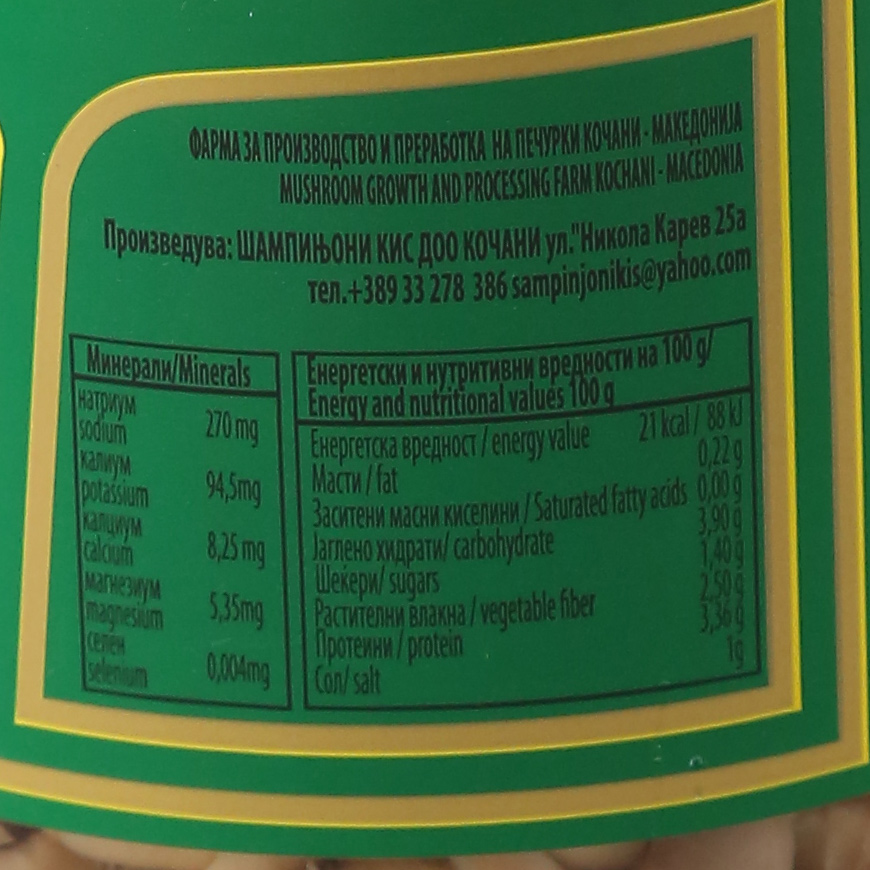 ФАРМА ЗА ПРОИЗВОДСТВО И ПРЕРАБОТКА НА ПЕЧУРКИ КОЧАНИ - МАКЕДОНИЈА
MUSHROOM GROWTH AND PROCESSING FARM KOCHANI - MACEDONIA
Произведува: ШАМПИЊОНИ КИС ДОО КОЧАНИ ул."Никола Карев 25а
тел.+389 33 278 386 sampinjonikis@yahoo.com
Минерали/Minerals
натриум
sodium 270 mg
калиум
potassium 94,5mg
калциум
calcium 8,25 mg
магнезиум
magnesium 5,35mg
селен
selenium 0,004mg
Енергетски и нутритивни вредности на 100 g/
Energy and nutritional values 100 g
Енергетска вредност / energy value 21 kcal / 88 kJ
Масти / fat 0,22 g
Заситени масни киселини / Saturated fatty acids 0,00 g
Јаглено хидрати/ carbohydrate 3,90 g
Шеќери/ sugars 1,40 g
Растителни влакна / vegetable fiber 2,50 g
Протеини / protein 3,36 g
Сол/ salt 1g